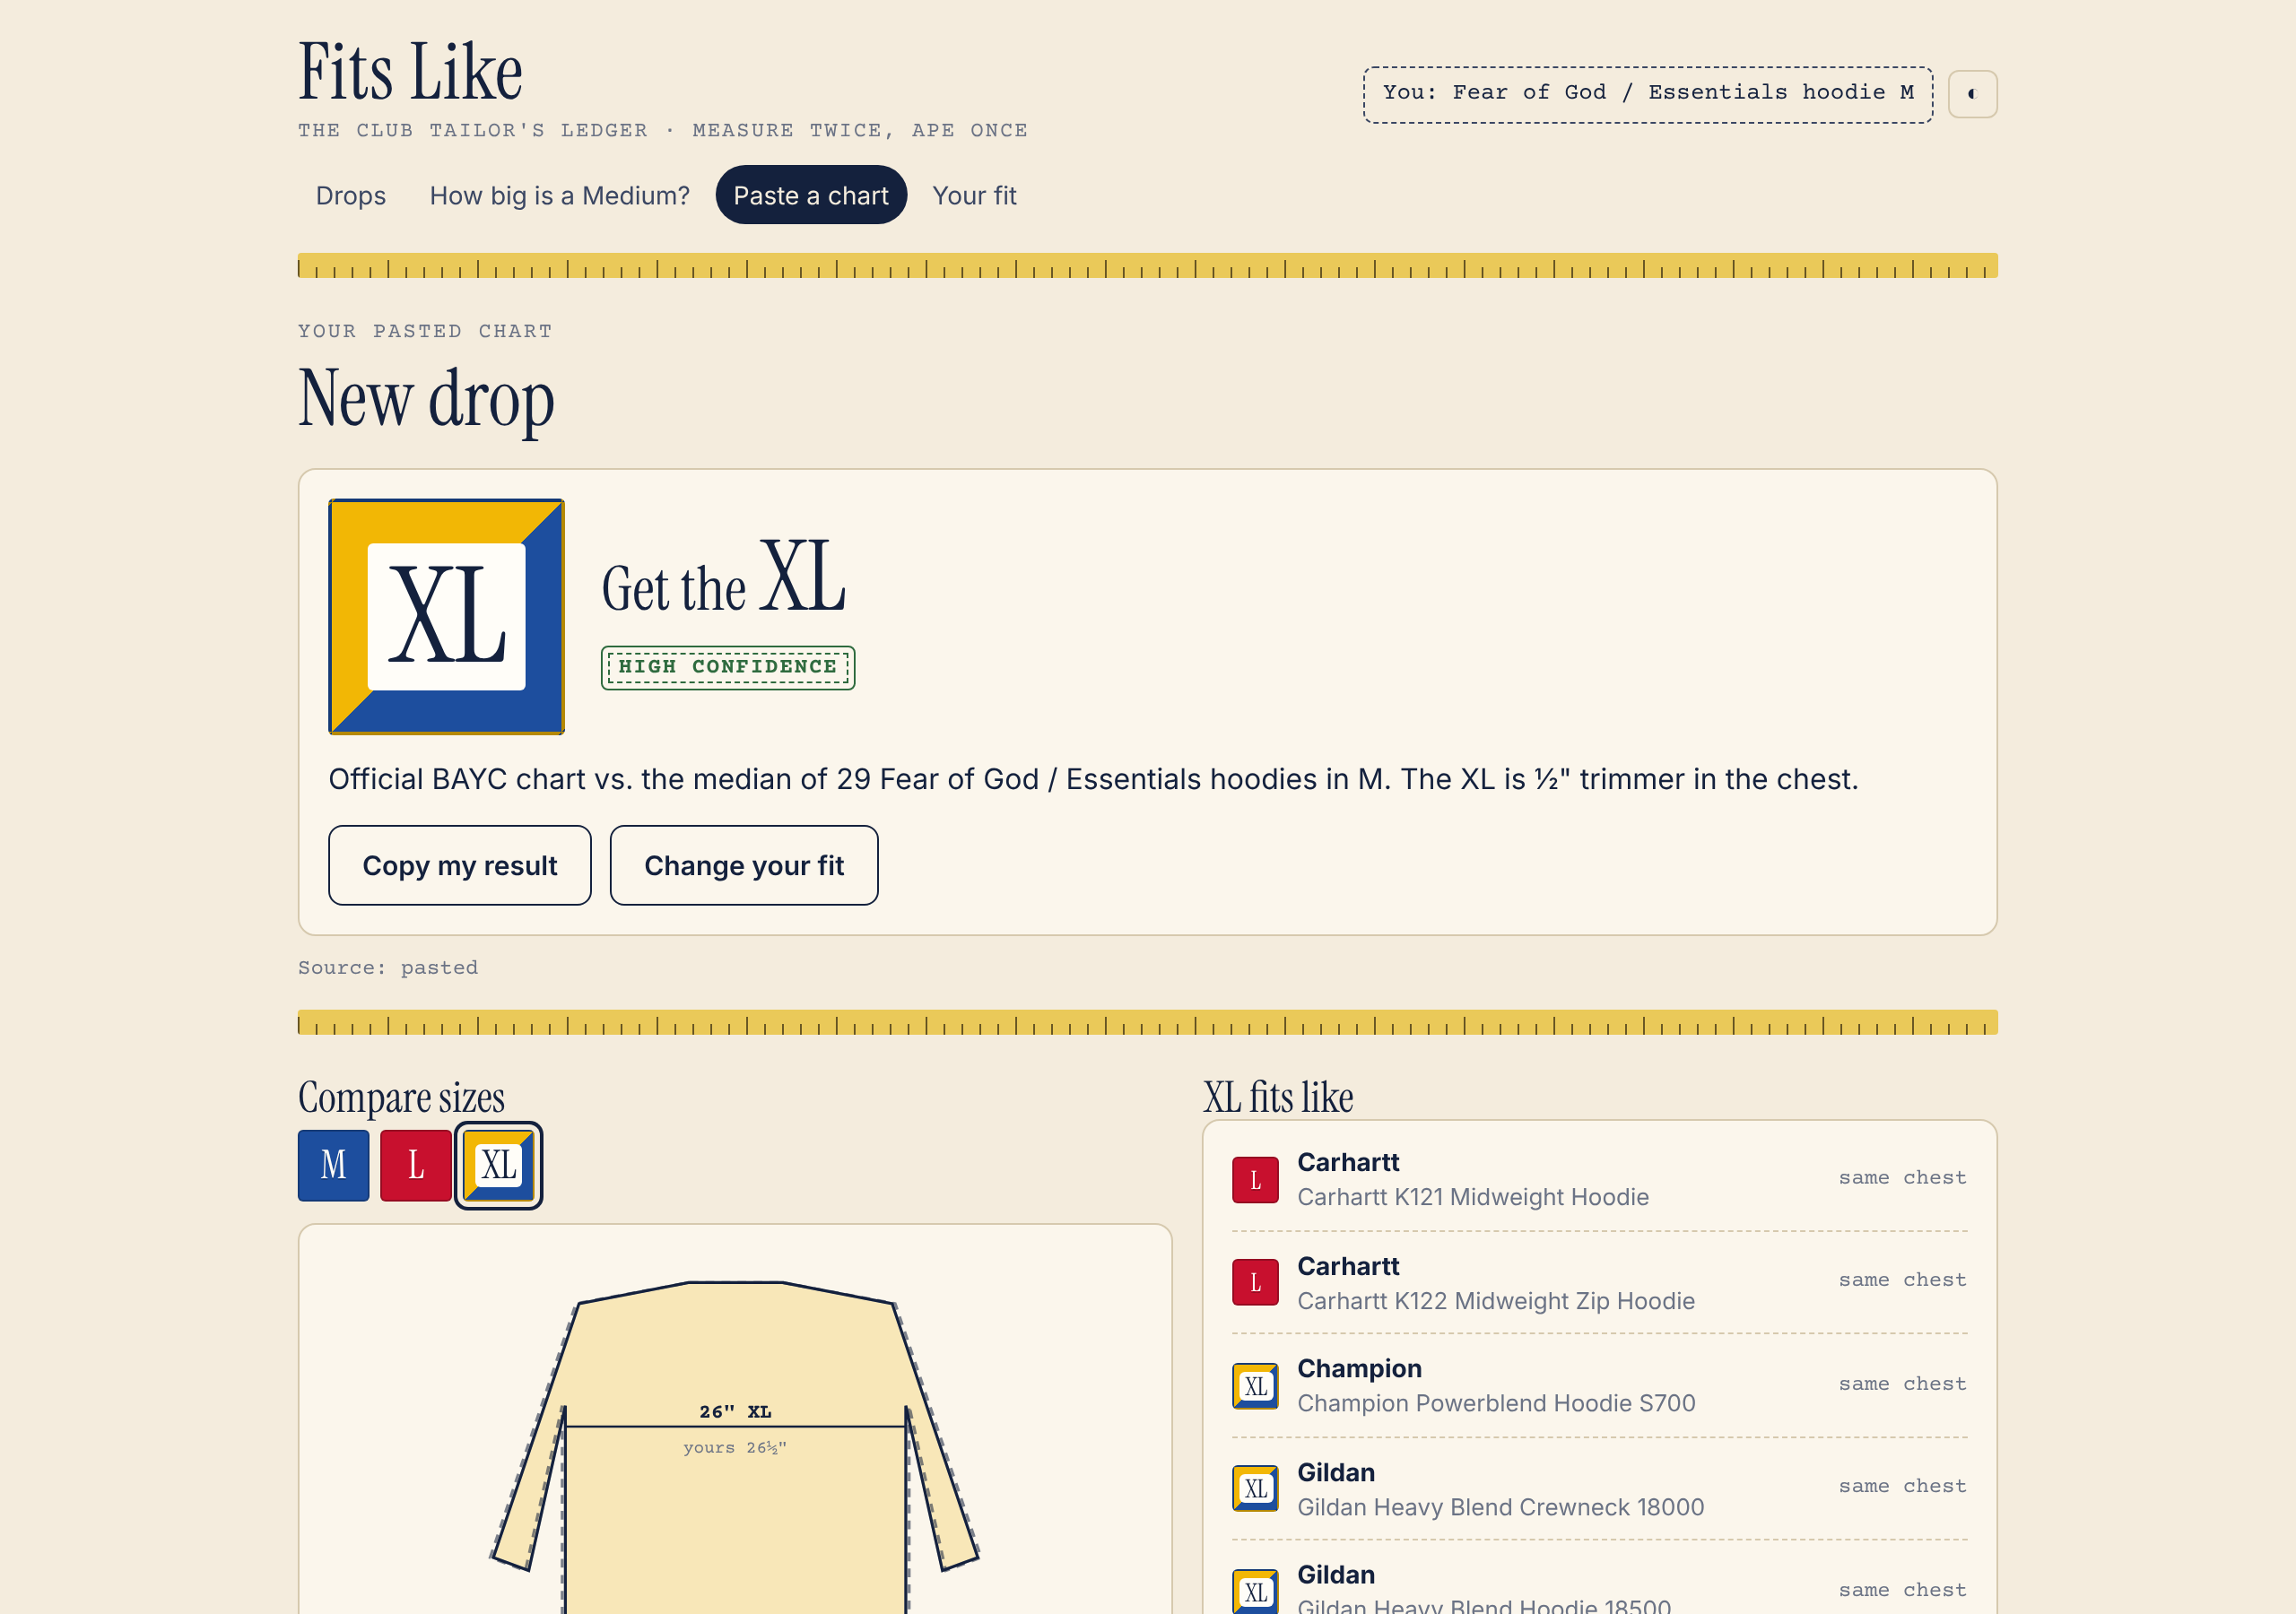 Fits Like
THE CLUB TAILOR'S LEDGER · MEASURE TWICE, APE ONCE
You: Fear of God / Essentials hoodie M
Drops
How big is a Medium?
Paste a chart
Your fit
YOUR PASTED CHART
New drop
XL
Get the XL
HIGH CONFIDENCE
Official BAYC chart vs. the median of 29 Fear of God / Essentials hoodies in M. The XL is ½" trimmer in the chest.
Copy my result
Change your fit
Source: pasted
Compare sizes
M
L
XL
26" XL
yours 26½"
XL fits like
L
Carhartt
Carhartt K121 Midweight Hoodie
same chest
L
Carhartt
Carhartt K122 Midweight Zip Hoodie
same chest
XL
Champion
Champion Powerblend Hoodie S700
same chest
XL
Gildan
Gildan Heavy Blend Crewneck 18000
same chest
XL
Gildan
Gildan Heavy Blend Hoodie 18500
same chest